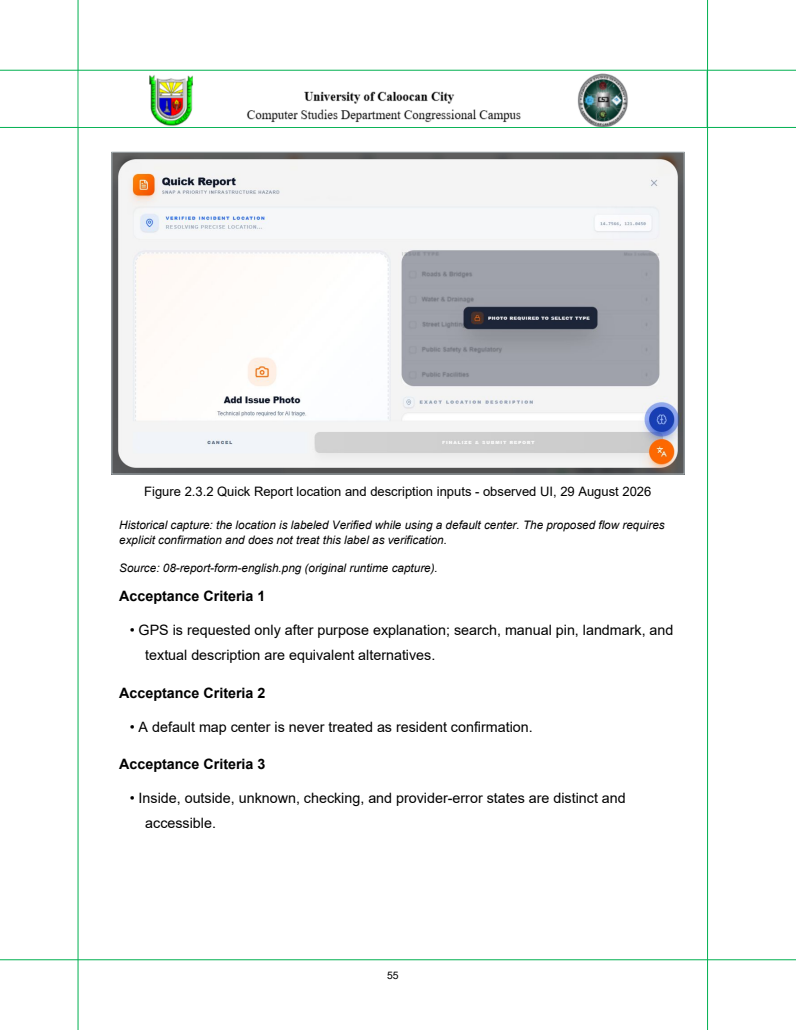 University of Caloocan City
Computer Studies Department Congressional Campus
Quick Report
SNAP A PRIORITY INFRASTRUCTURE HAZARD
VERIFIED INCIDENT LOCATION
RESOLVING PRECISE LOCATION...
ISSUE TYPE
Roads & Bridges
Water & Drainage
Street Lighting
PHOTO REQUIRED TO SELECT TYPE
Public Safety & Regulatory
Public Facilities
Add Issue Photo
Technical photo required for AI triage.
EXACT LOCATION DESCRIPTION
CANCEL
FINALIZE & SUBMIT REPORT
Figure 2.3.2 Quick Report location and description inputs - observed UI, 29 August 2026
Historical capture: the location is labeled Verified while using a default center. The proposed flow requires
explicit confirmation and does not treat this label as verification.
Source: 08-report-form-english.png (original runtime capture).
Acceptance Criteria 1
• GPS is requested only after purpose explanation; search, manual pin, landmark, and
textual description are equivalent alternatives.
Acceptance Criteria 2
• A default map center is never treated as resident confirmation.
Acceptance Criteria 3
• Inside, outside, unknown, checking, and provider-error states are distinct and
accessible.
55